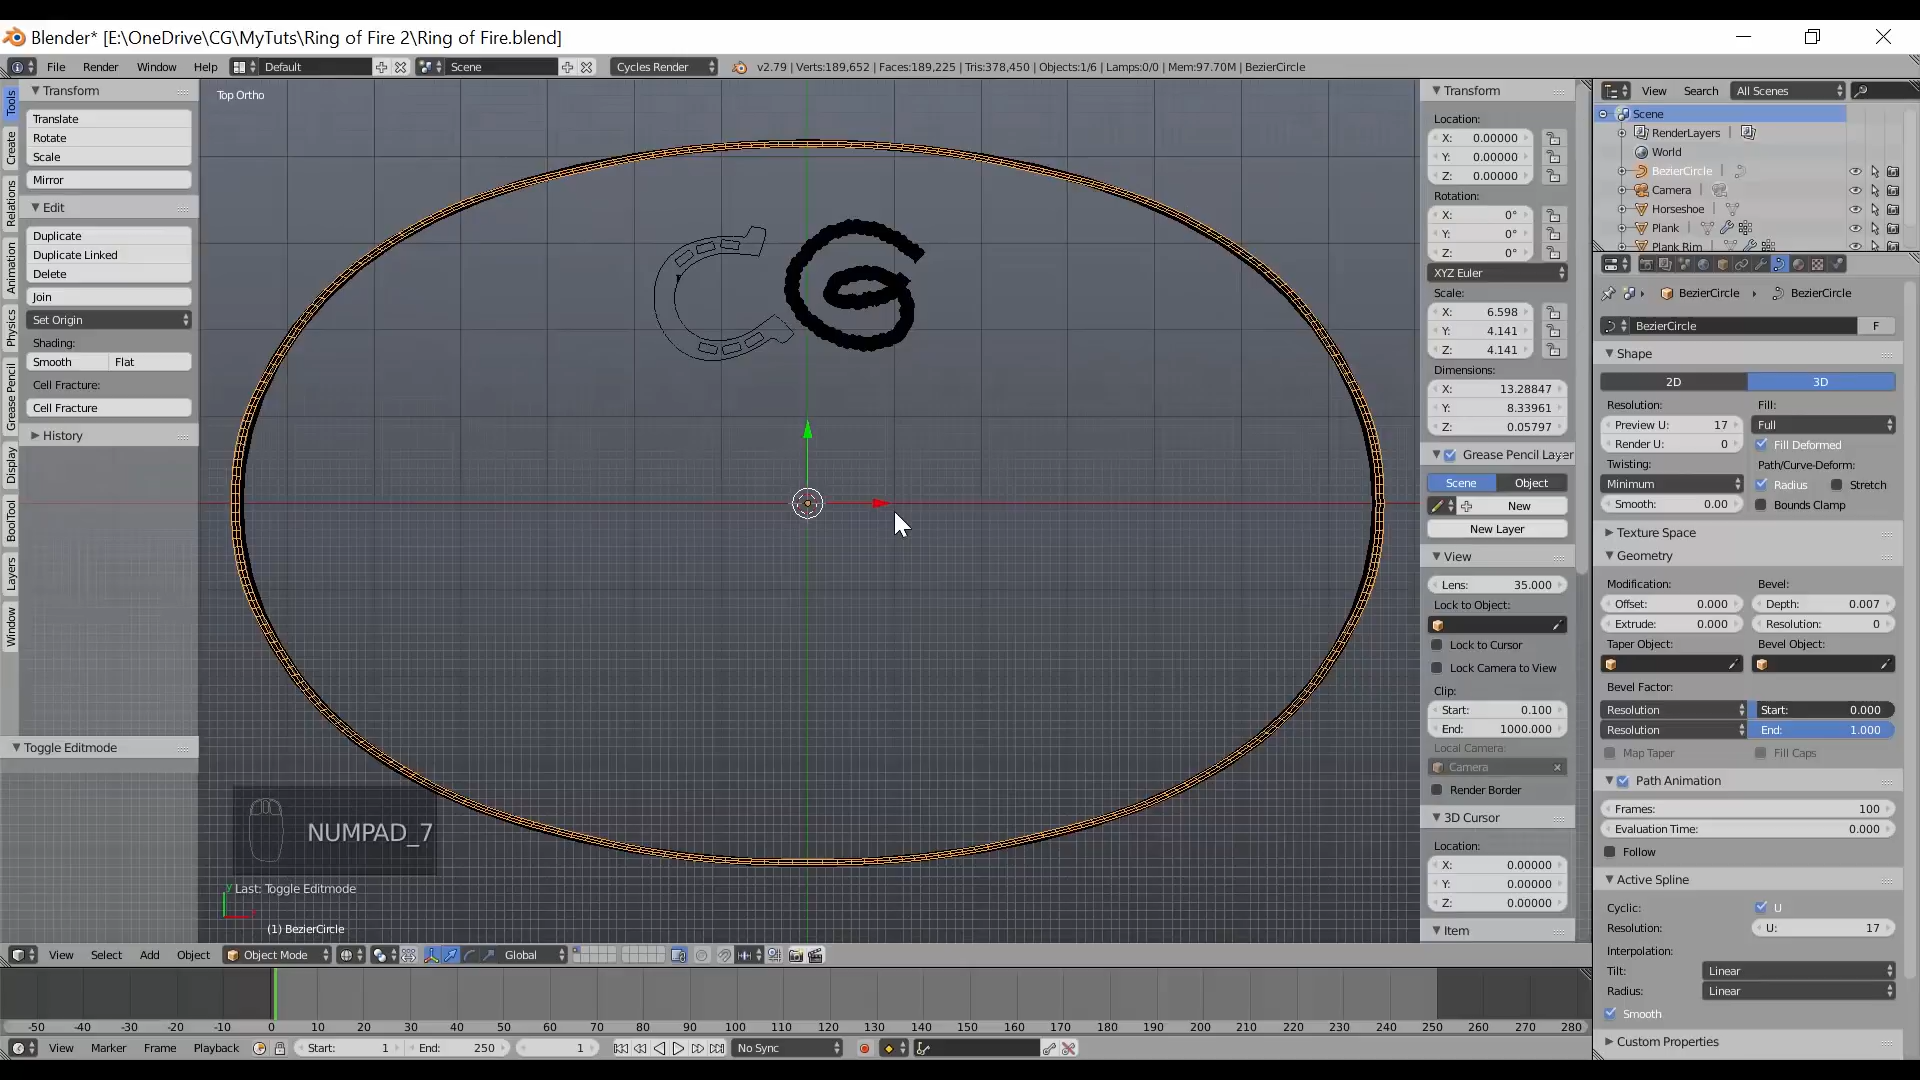 Blender* [E:\OneDrive\CG\MyTuts\Ring of Fire 2\Ring of Fire.blend]
File Render Window Help Default Scene Cycles Render v2.79 | Verts:189,652 | Faces:189,225 | Tris:378,450 | Objects:1/6 | Lamps:0/0 | Mem:97.70M | BezierCircle
Tools
Create
Relations
Animation
Physics
Grease Pencil
Display
BoolTool
Layers
Window
Transform
Translate
Rotate
Scale
Mirror
Edit
Duplicate
Duplicate Linked
Delete
Join
Set Origin
Shading:
Smooth Flat
Cell Fracture:
Cell Fracture
History
Toggle Editmode
Top Ortho
NUMPAD_7
y Last: Toggle Editmode
(1) BezierCircle
Transform
Location:
X: 0.00000
Y: 0.00000
Z: 0.00000
Rotation:
X: 0°
Y: 0°
Z: 0°
XYZ Euler
Scale:
X: 6.598
Y: 4.141
Z: 4.141
Dimensions:
X: 13.28847
Y: 8.33961
Z: 0.05797
Grease Pencil Layer
Scene Object
New
New Layer
View
Lens: 35.000
Lock to Object:
Lock to Cursor
Lock Camera to View
Clip:
Start: 0.100
End: 1000.000
Local Camera:
Camera
Render Border
3D Cursor
Location:
X: 0.00000
Y: 0.00000
Z: 0.00000
Item
View Search All Scenes
Scene
RenderLayers
World
BezierCircle
Camera
Horseshoe
Plank
Plank Rim
BezierCircle BezierCircle
BezierCircle F
Shape
2D 3D
Resolution: Fill:
Preview U: 17 Full
Render U: 0 Fill Deformed
Twisting: Path/Curve-Deform:
Minimum Radius Stretch
Smooth: 0.00 Bounds Clamp
Texture Space
Geometry
Modification: Bevel:
Offset: 0.000 Depth: 0.007
Extrude: 0.000 Resolution: 0
Taper Object: Bevel Object:
Bevel Factor:
Resolution Start: 0.000
Resolution End: 1.000
Map Taper Fill Caps
Path Animation
Frames: 100
Evaluation Time: 0.000
Follow
Active Spline
Cyclic: U
Resolution: U: 17
Interpolation:
Tilt: Linear
Radius: Linear
Smooth
Custom Properties
View Select Add Object Object Mode Global
-50 -40 -30 -20 -10 0 10 20 30 40 50 60 70 80 90 100 110 120 130 140 150 160 170 180 190 200 210 220 230 240 250 260 270 280
View Marker Frame Playback Start: 1 End: 250 1 No Sync